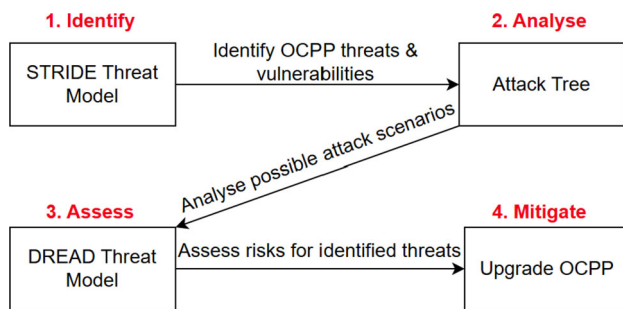 1. Identify
2. Analyse
STRIDE Threat
Model
Identify OCPP threats &
vulnerabilities
Attack Tree
Analyse possible attack scenarios
3. Assess
4. Mitigate
DREAD Threat
Model
Assess risks for identified threats
Upgrade OCPP